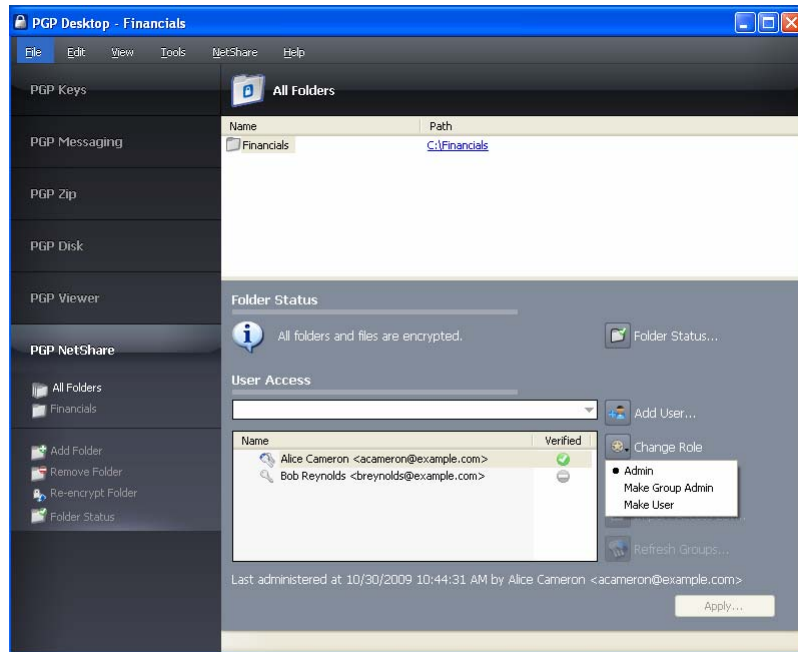 PGP Desktop - Financials
File Edit View Tools NetShare Help
PGP Keys
PGP Messaging
PGP Zip
PGP Disk
PGP Viewer
PGP NetShare
All Folders
Financials
Add Folder
Remove Folder
Re-encrypt Folder
Folder Status
All Folders
Name Path
Financials C:\Financials
Folder Status
All folders and files are encrypted.
Folder Status...
User Access
Add User...
Name Verified
Alice Cameron <acameron@example.com>
Bob Reynolds <breynolds@example.com>
Change Role
Admin
Make Group Admin
Make User
Refresh Groups...
Last administered at 10/30/2009 10:44:31 AM by Alice Cameron <acameron@example.com>
Apply...